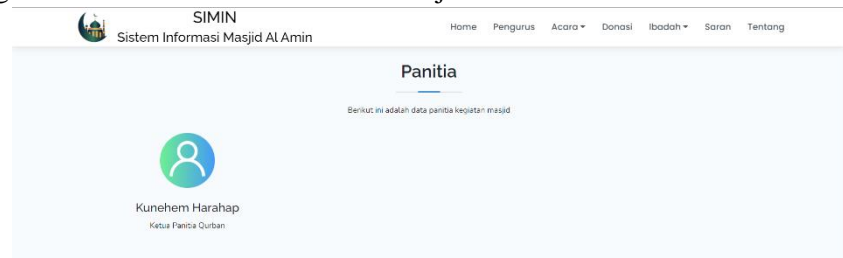 SIMIN
Sistem Informasi Masjid Al Amin
Home Pengurus Acara Donasi Ibadah Saran Tentang
Panitia
Berikut ini adalah data panitia kegiatan masjid
Kunehem Harahap
Ketua Panitia Qurban